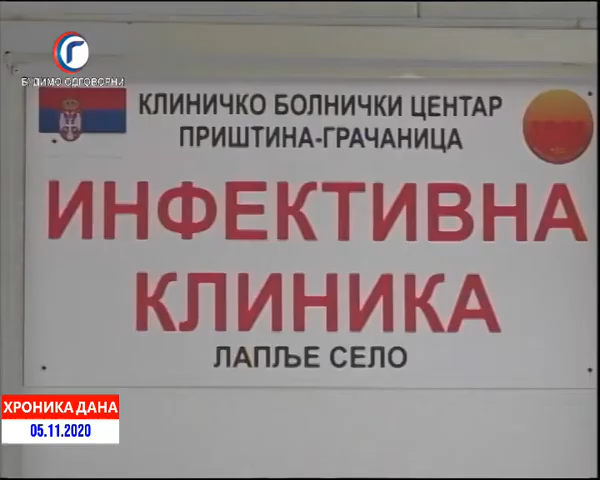 БУДИМО ОДГОВОРНИ
КЛИНИЧКО БОЛНИЧКИ ЦЕНТАР
ПРИШТИНА-ГРАЧАНИЦА
ИНФЕКТИВНА
КЛИНИКА
ЛАПЉЕ СЕЛО
ХРОНИКА ДАНА
05.11.2020